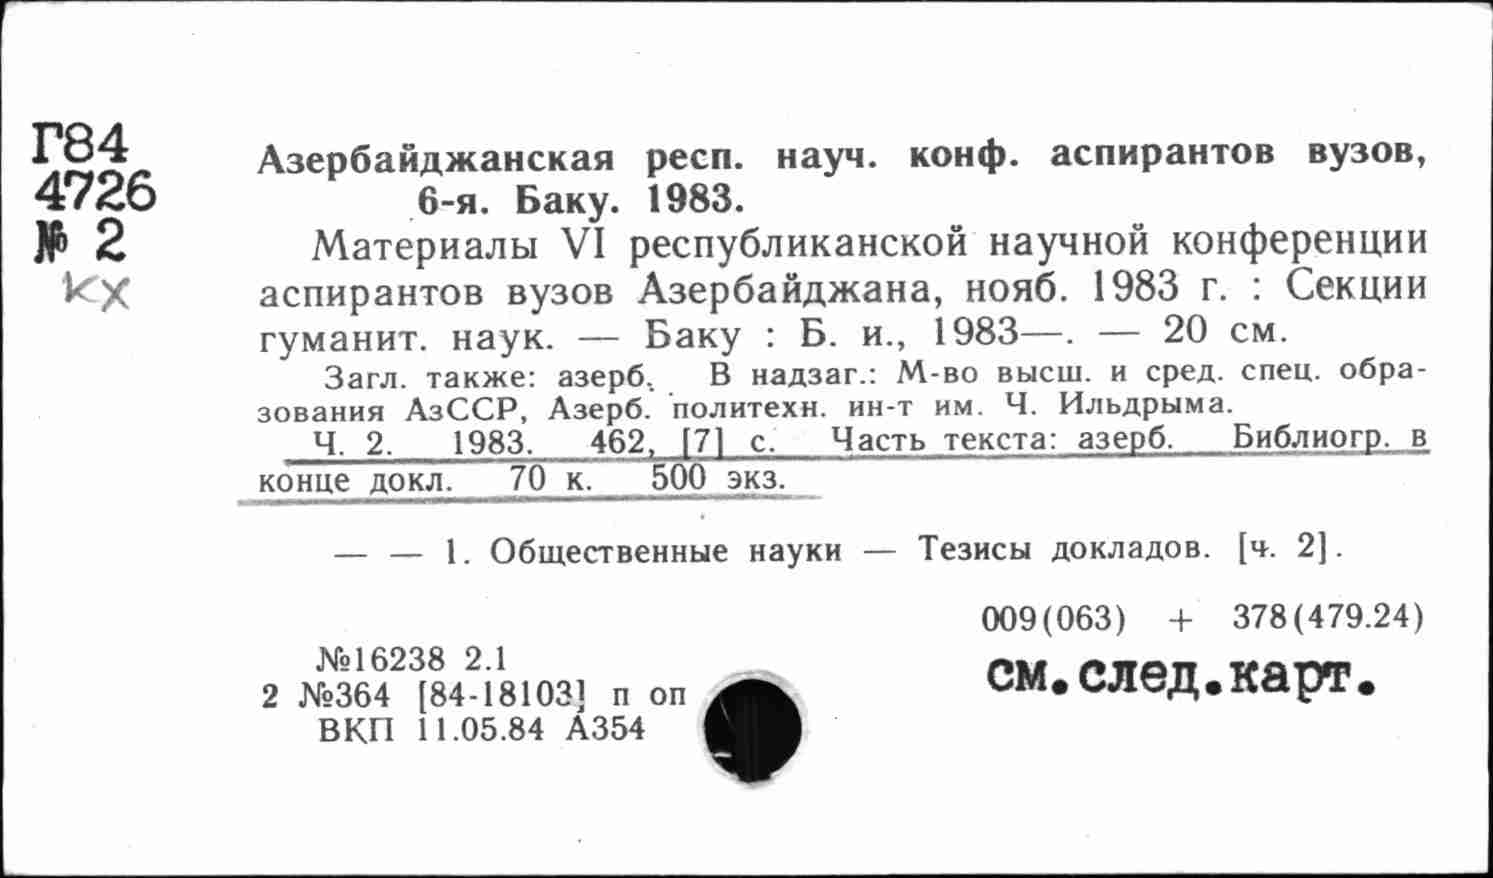 Г84
4726
№ 2
кх
Азербайджанская респ. науч. конф. аспирантов вузов,
6-я. Баку. 1983.
Материалы VI республиканской научной конференции
аспирантов вузов Азербайджана, нояб. 1983 г. : Секции
гуманит. наук. — Баку : Б. и., 1983—. — 20 см.
Загл. также: азерб. В надзаг.: М-во высш. и сред. спец. обра-
зования АзССР, Азерб. политехн. ин-т им. Ч. Ильдрыма.
Ч. 2. 1983. 462, [7] с. Часть текста: азерб. Библиогр. в
конце докл. 70 к. 500 экз.
— — 1. Общественные науки — Тезисы докладов. [ч. 2].
009(063) + 378(479.24)
№16238 2.1
см.след.карт.
2 №364 [84-18103] п оп
ВКП 11.05.84 А354